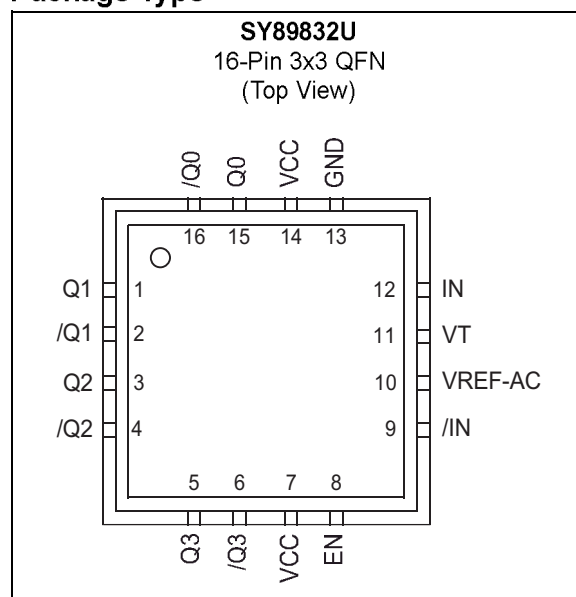 SY89832U
16-Pin 3x3 QFN
(Top View)
/Q0 Q0 VCC GND
16 15 14 13
Q1 1 12 IN
/Q1 2 11 VT
Q2 3 10 VREF-AC
/Q2 4 9 /IN
5 6 7 8
Q3 /Q3 VCC EN